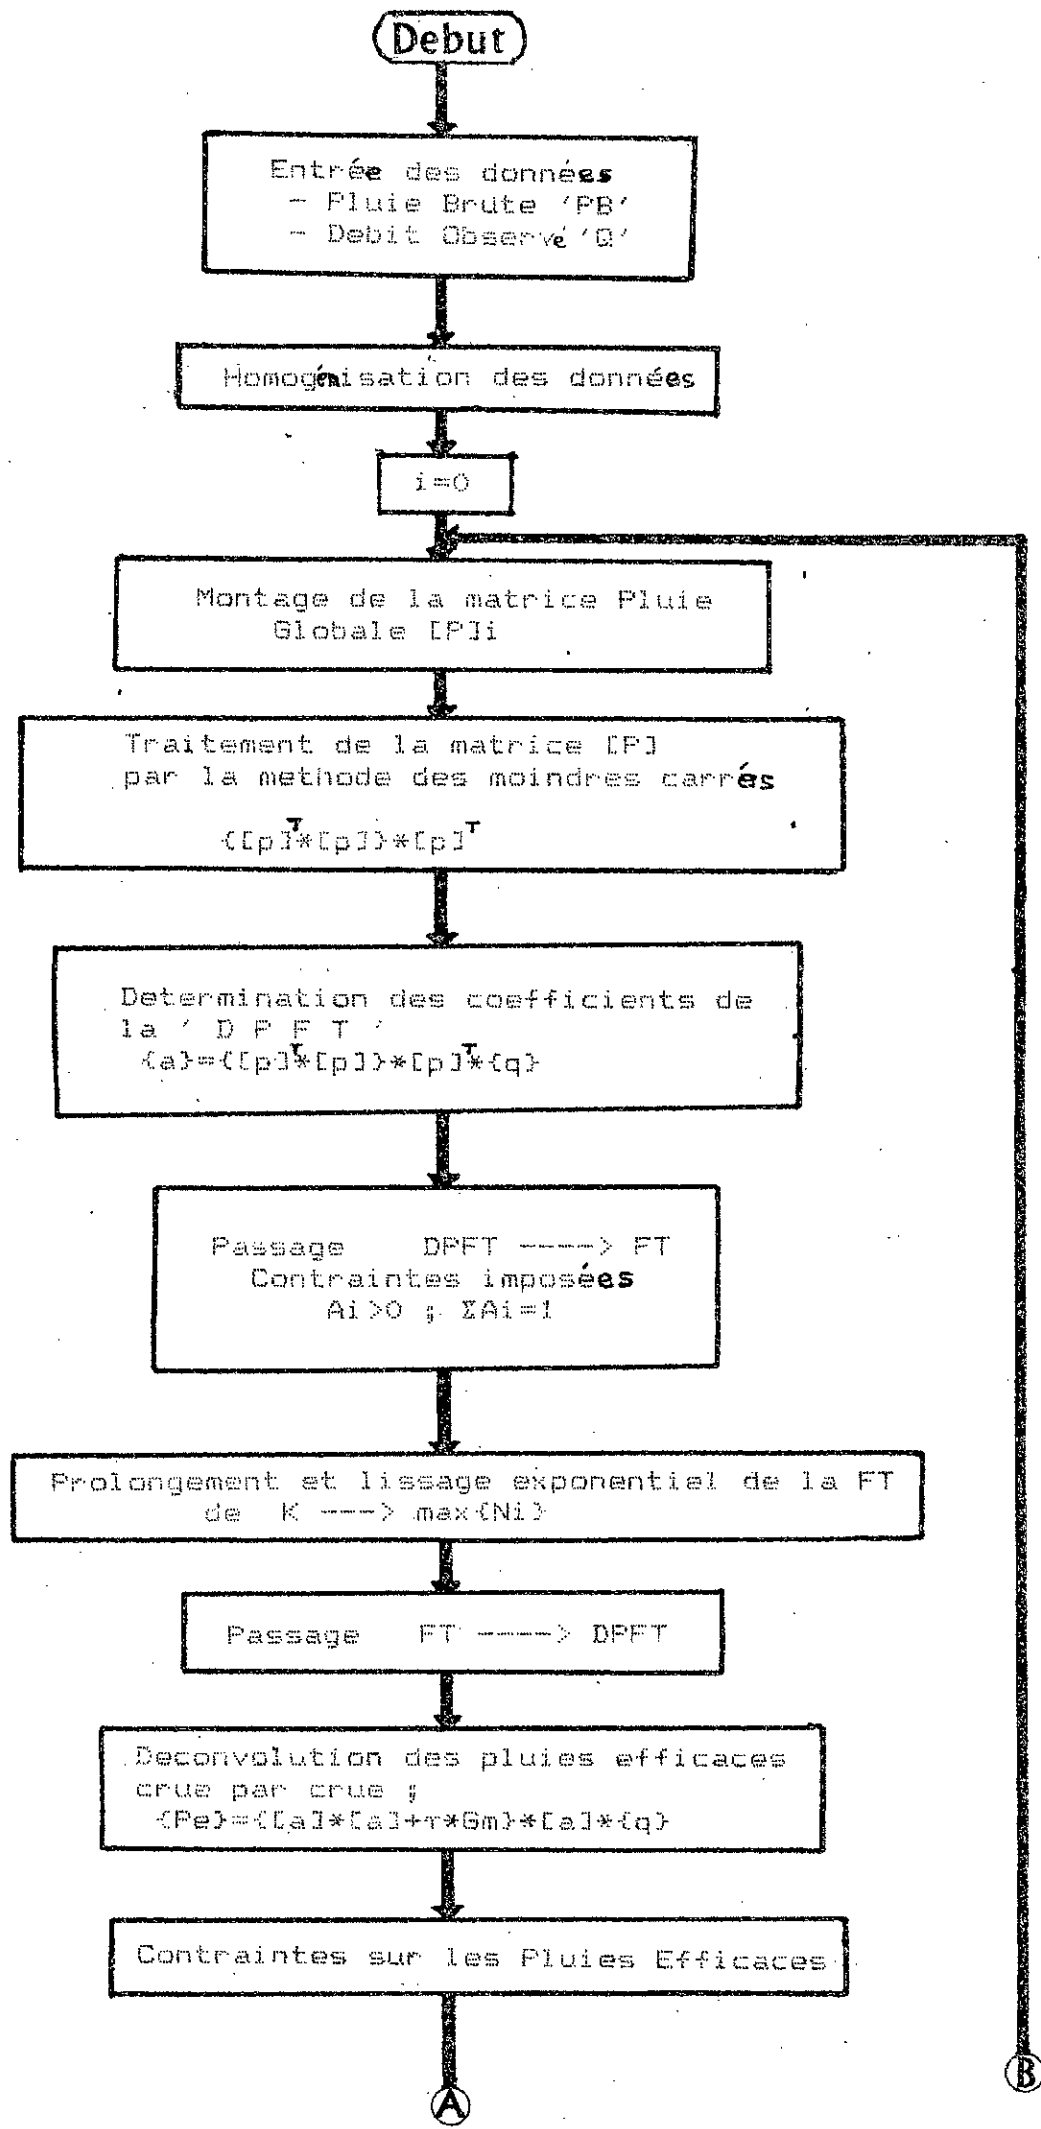 Debut
Entrée des données
- Pluie Brute 'PB'
- Debit Observé 'Q'
Homogénisation des données
i=0
Montage de la matrice Pluie
Globale [P]i
Traitement de la matrice [P]
par la methode des moindres carrés
{[p]ᵀ*[p]}*[p]ᵀ
Determination des coefficients de
la ' D P F T '
{a}={[p]ᵀ*[p]}*[p]ᵀ*{q}
Passage DPFT ----> FT
Contraintes imposées
Ai>0 ; ΣAi=1
Prolongement et lissage exponentiel de la FT
de K ---> max{Ni}
Passage FT ----> DPFT
Deconvolution des pluies efficaces
crue par crue ;
{Pe}={[a]*[a]+τ*Gm}*[a]*{q}
Contraintes sur les Pluies Efficaces
A
B